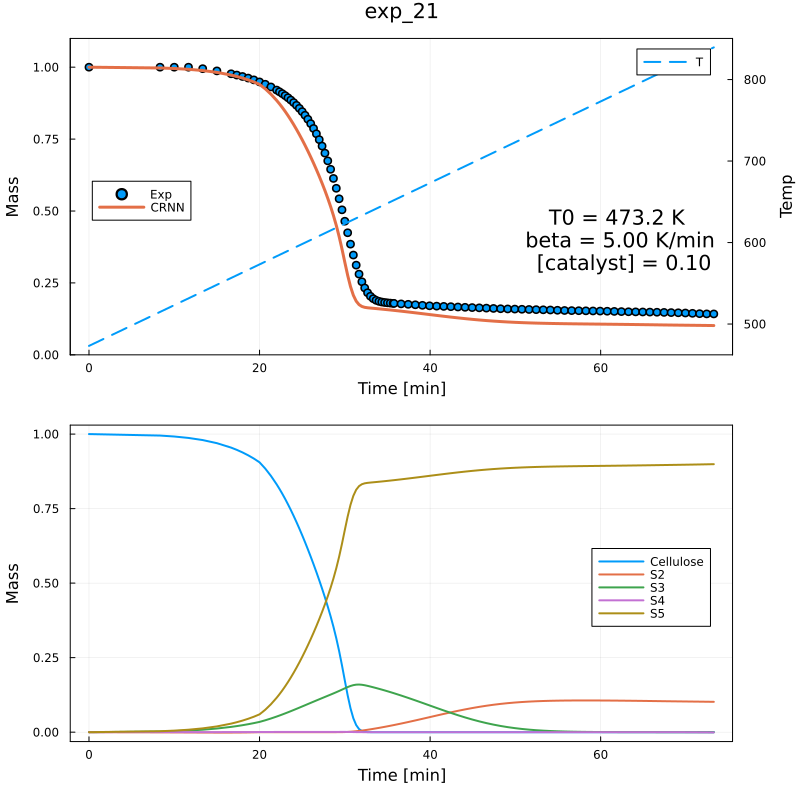 exp_21
1.00
0.75
0.50
0.25
0.00
Mass
Exp
CRNN
T
800
700
600
500
Temp
T0 = 473.2 K
beta = 5.00 K/min
[catalyst] = 0.10
0
20
40
60
Time [min]
1.00
0.75
0.50
0.25
0.00
Mass
Cellulose
S2
S3
S4
S5
0
20
40
60
Time [min]